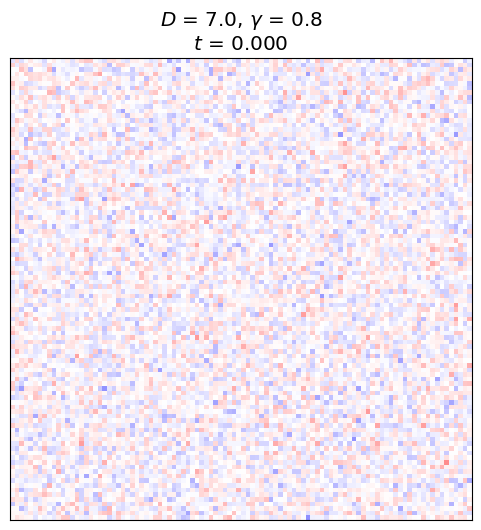 D = 7.0, γ = 0.8
t = 0.000